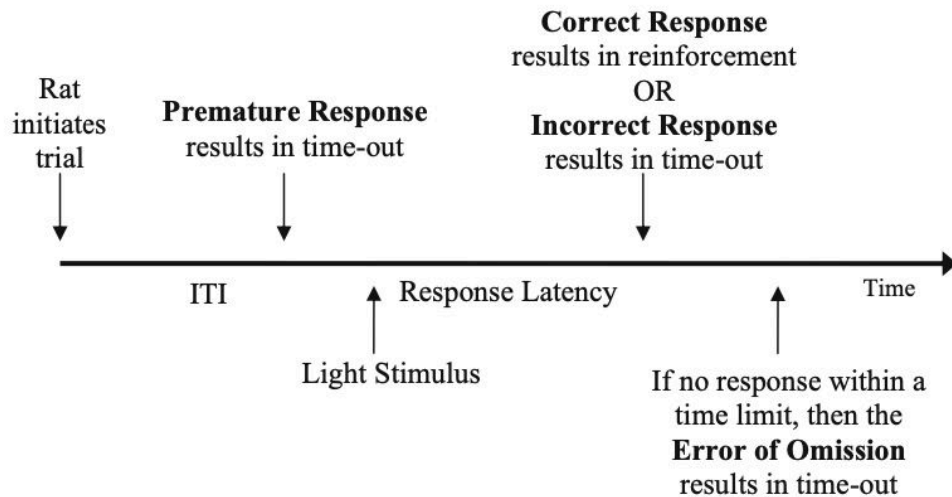 Rat
initiates
trial
Premature Response
results in time-out
Correct Response
results in reinforcement
OR
Incorrect Response
results in time-out
ITI
Response Latency
Time
Light Stimulus
If no response within a
time limit, then the
Error of Omission
results in time-out